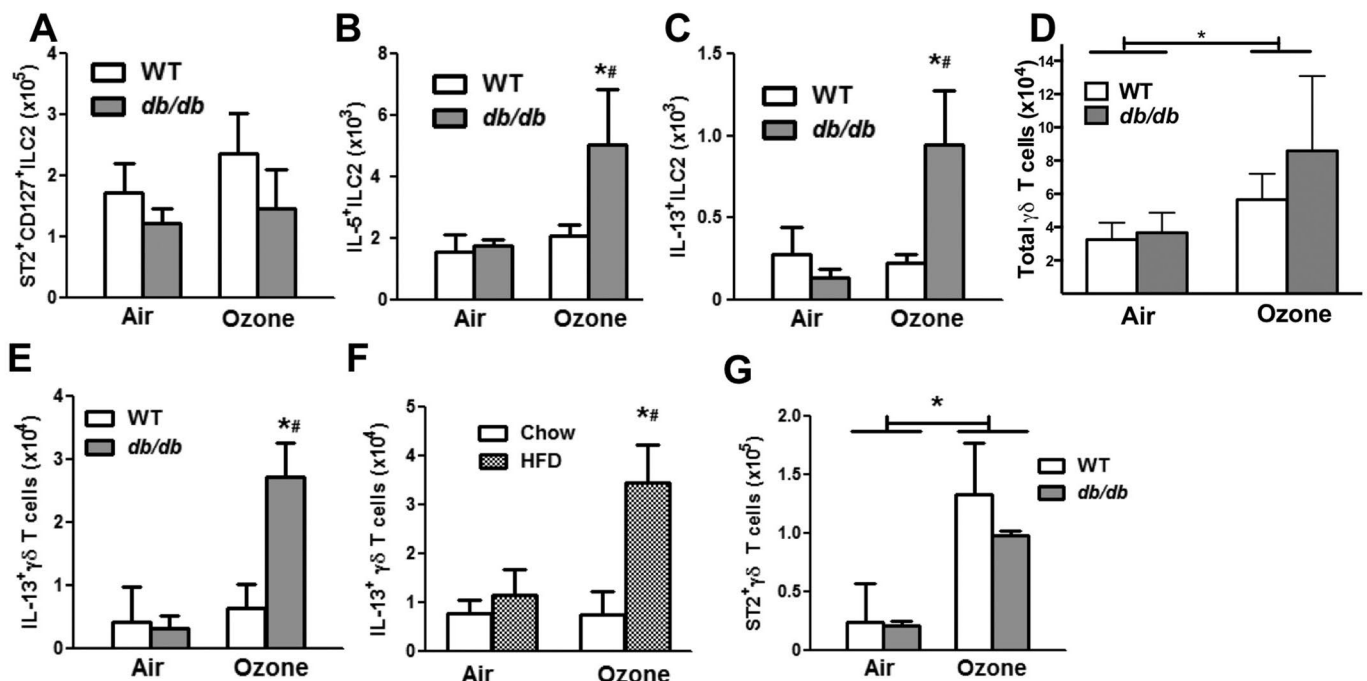 A
ST2⁺CD127⁺ILC2 (x10⁵)
4
3
2
1
0
WT
db/db
Air
Ozone
B
IL-5⁺ILC2 (x10³)
8
6
4
2
0
WT
db/db
*#
Air
Ozone
C
IL-13⁺ILC2 (x10³)
1.5
1.0
0.5
0
WT
db/db
*#
Air
Ozone
D
Total γδ T cells (x10⁴)
14
12
10
8
6
4
2
*
WT
db/db
Air
Ozone
E
IL-13⁺γδ T cells (x10⁴)
4
3
2
1
0
WT
db/db
*#
Air
Ozone
F
IL-13⁺ γδ T cells (x10⁴)
5
4
3
2
1
0
Chow
HFD
*#
Air
Ozone
G
ST2⁺γδ T cells (x10⁵)
2.0
1.5
1.0
0.5
0
*
WT
db/db
Air
Ozone